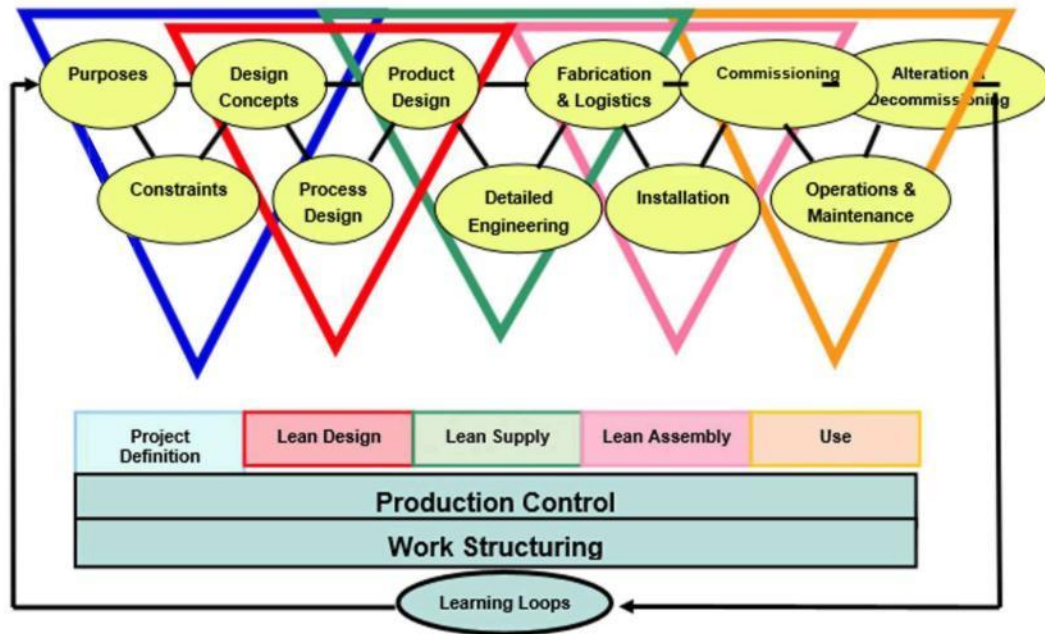 Purposes
Design
Concepts
Product
Design
Fabrication
& Logistics
Commissioning
Alteration
Decommissioning
Constraints
Process
Design
Detailed
Engineering
Installation
Operations &
Maintenance
Project
Definition
Lean Design
Lean Supply
Lean Assembly
Use
Production Control
Work Structuring
Learning Loops